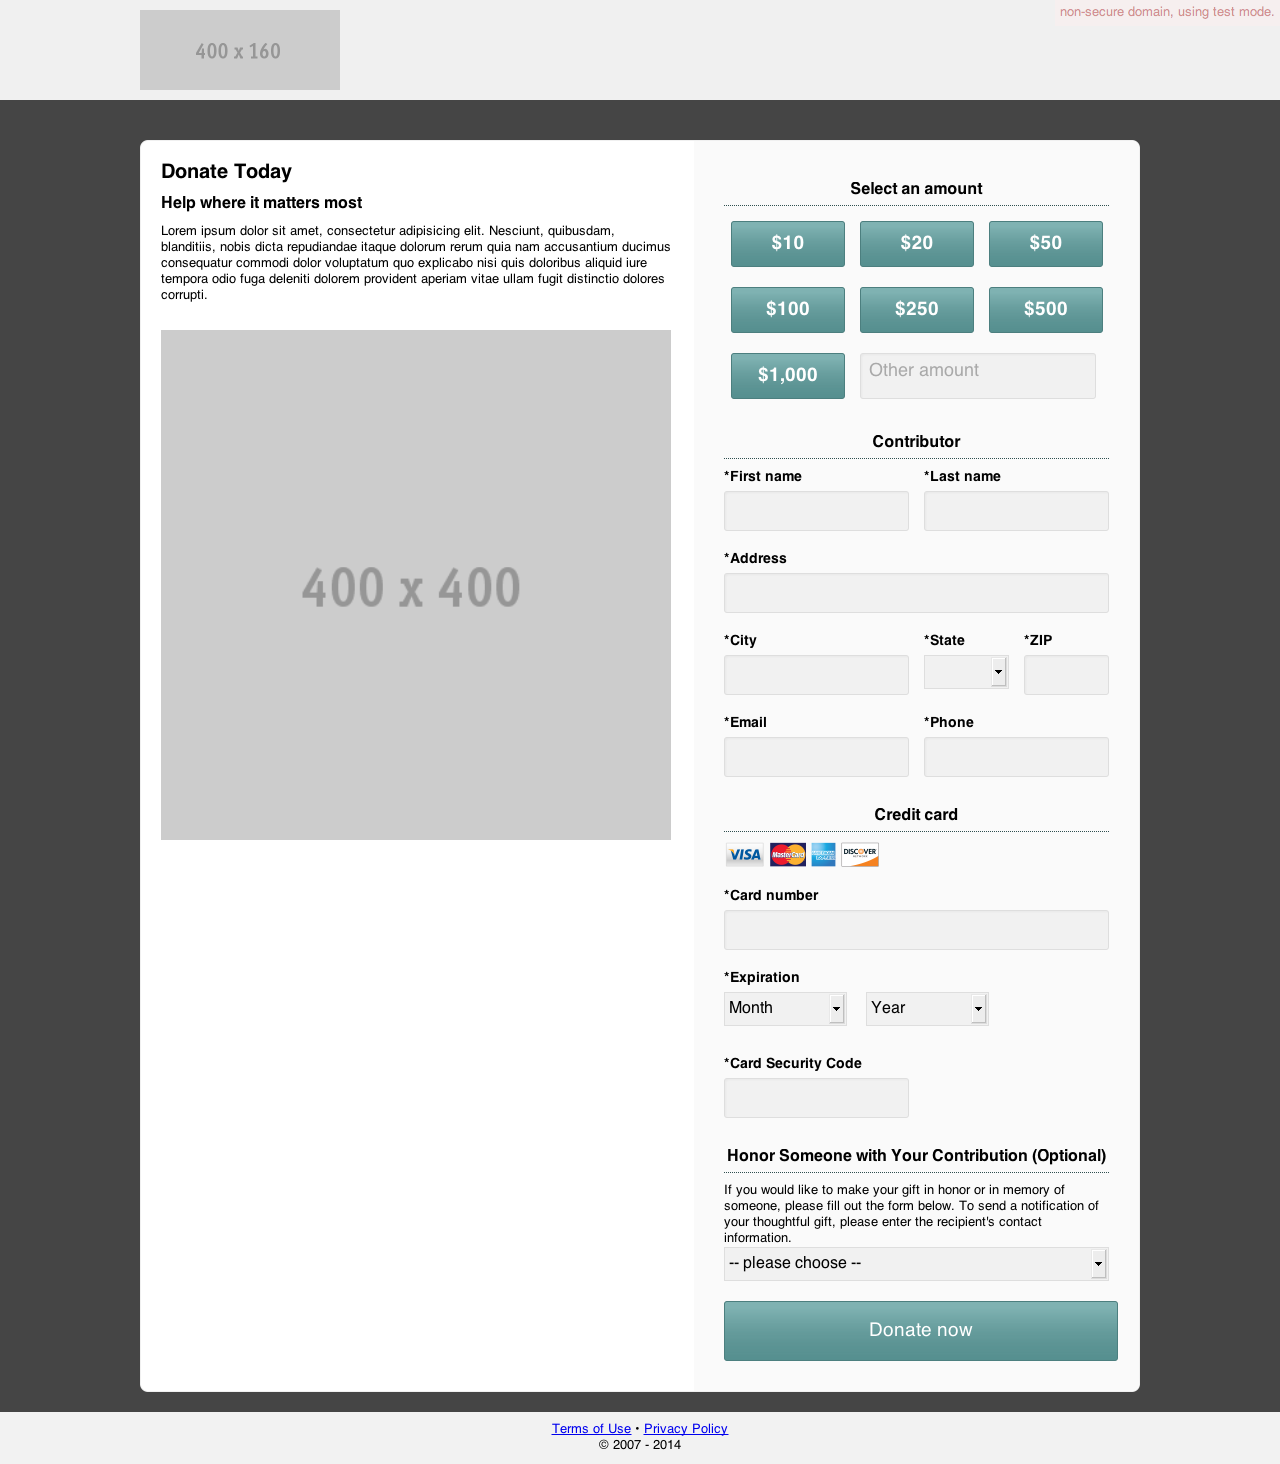 non-secure domain, using test mode.
400 x 160
Donate Today
Help where it matters most
Lorem ipsum dolor sit amet, consectetur adipisicing elit. Nesciunt, quibusdam,
blanditiis, nobis dicta repudiandae itaque dolorum rerum quia nam accusantium ducimus
consequatur commodi dolor voluptatum quo explicabo nisi quis doloribus aliquid iure
tempora odio fuga deleniti dolorem provident aperiam vitae ullam fugit distinctio dolores
corrupti.
400 x 400
Select an amount
$10 $20 $50
$100 $250 $500
$1,000 Other amount
Contributor
*First name *Last name
*Address
*City *State *ZIP
*Email *Phone
Credit card
VISA MasterCard AMERICAN EXPRESS DISCOVER
*Card number
*Expiration
Month Year
*Card Security Code
Honor Someone with Your Contribution (Optional)
If you would like to make your gift in honor or in memory of
someone, please fill out the form below. To send a notification of
your thoughtful gift, please enter the recipient's contact
information.
-- please choose --
Donate now
Terms of Use • Privacy Policy
© 2007 - 2014